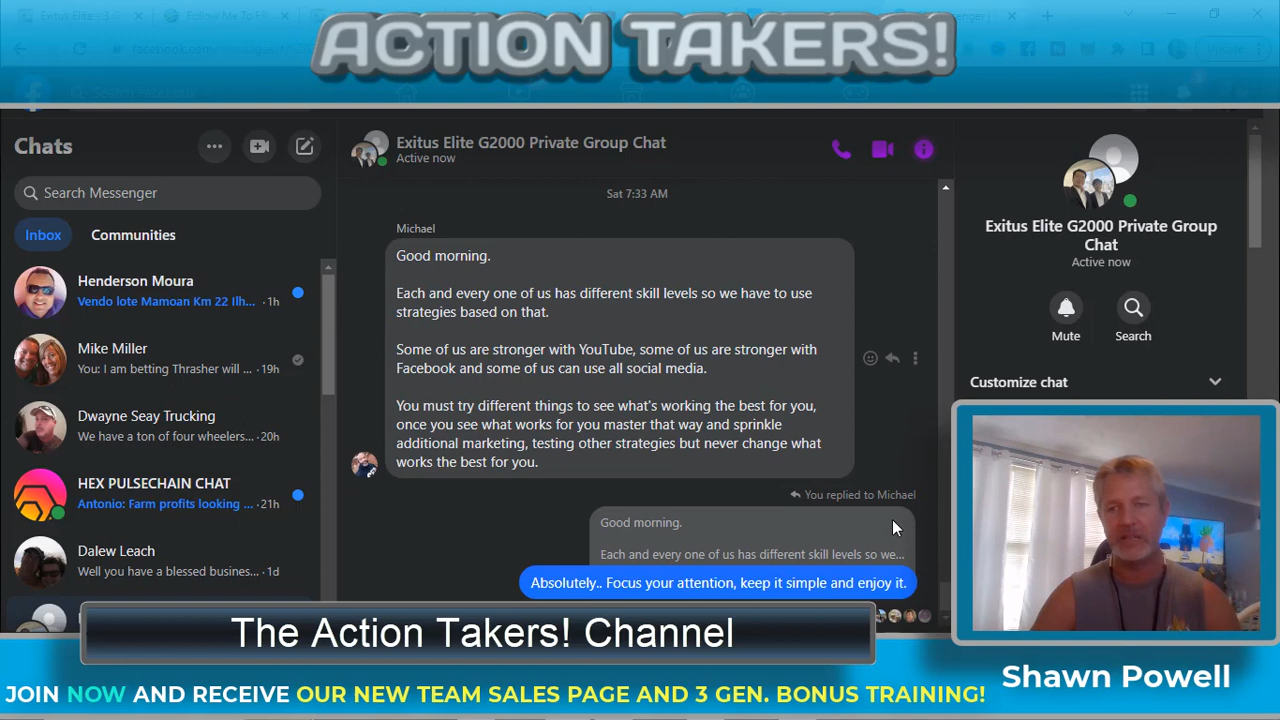 ACTION TAKERS!
Chats
Search Messenger
Inbox
Communities
Henderson Moura
Vendo lote Mamoan Km 22 Ilh... · 1h
Mike Miller
You: I am betting Thrasher will ... · 19h
Dwayne Seay Trucking
We have a ton of four wheelers... · 20h
HEX PULSECHAIN CHAT
Antonio: Farm profits looking ... · 21h
Dalew Leach
Well you have a blessed busines... · 1d
Exitus Elite G2000 Private Group Chat
Active now
Sat 7:33 AM
Michael
Good morning.
Each and every one of us has different skill levels so we have to use
strategies based on that.
Some of us are stronger with YouTube, some of us are stronger with
Facebook and some of us can use all social media.
You must try different things to see what's working the best for you,
once you see what works for you master that way and sprinkle
additional marketing, testing other strategies but never change what
works the best for you.
You replied to Michael
Good morning.
Each and every one of us has different skill levels so we...
Absolutely.. Focus your attention, keep it simple and enjoy it.
Exitus Elite G2000 Private Group
Chat
Active now
Mute
Search
Customize chat
The Action Takers! Channel
Shawn Powell
JOIN NOW AND RECEIVE OUR NEW TEAM SALES PAGE AND 3 GEN. BONUS TRAINING!